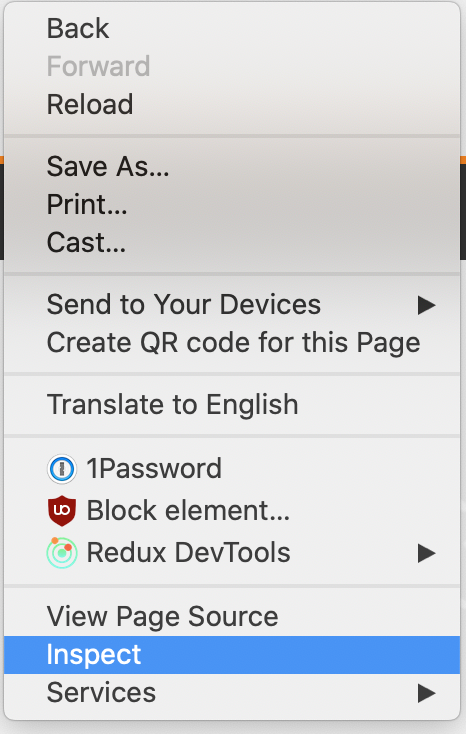 Back
Forward
Reload
Save As...
Print...
Cast...
Send to Your Devices
Create QR code for this Page
Translate to English
1Password
Block element...
Redux DevTools
View Page Source
Inspect
Services